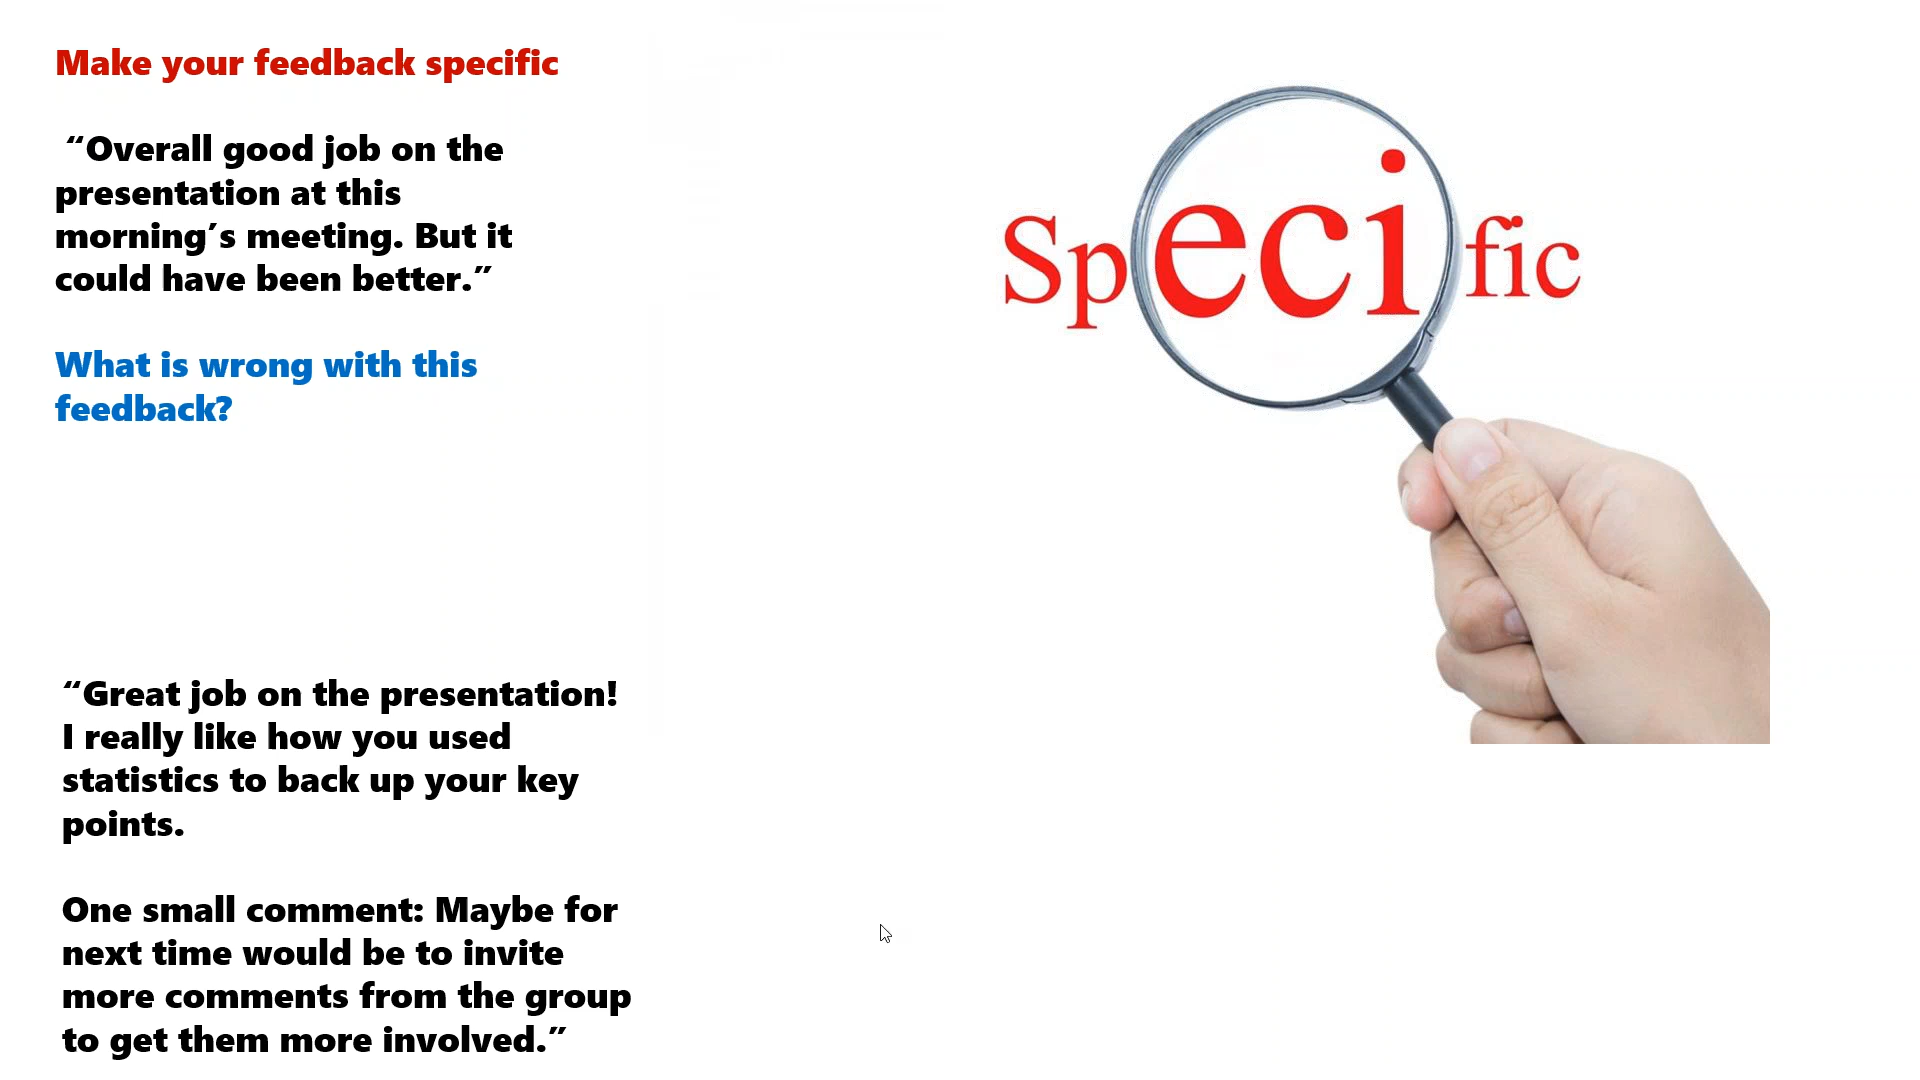 Make your feedback specific
“Overall good job on the
presentation at this
morning’s meeting. But it
could have been better.”
What is wrong with this
feedback?
“Great job on the presentation!
I really like how you used
statistics to back up your key
points.
One small comment: Maybe for
next time would be to invite
more comments from the group
to get them more involved.”
Specific